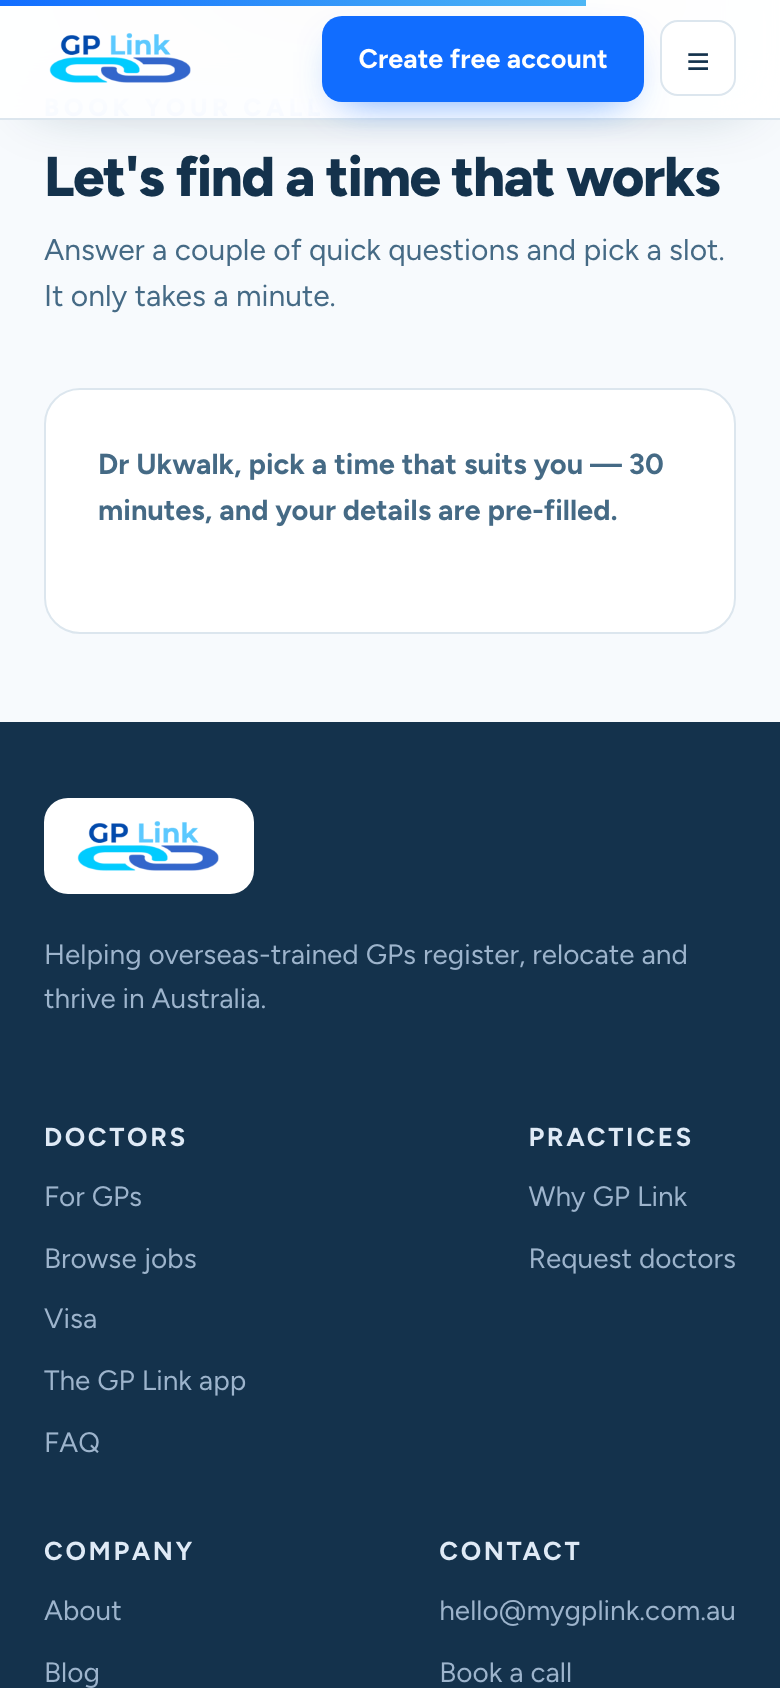 GP Link
Create free account
BOOK YOUR CALL
Let's find a time that works
Answer a couple of quick questions and pick a slot.
It only takes a minute.
Dr Ukwalk, pick a time that suits you — 30
minutes, and your details are pre-filled.
GP Link
Helping overseas-trained GPs register, relocate and
thrive in Australia.
DOCTORS
For GPs
Browse jobs
Visa
The GP Link app
FAQ
PRACTICES
Why GP Link
Request doctors
COMPANY
About
Blog
CONTACT
hello@mygplink.com.au
Book a call